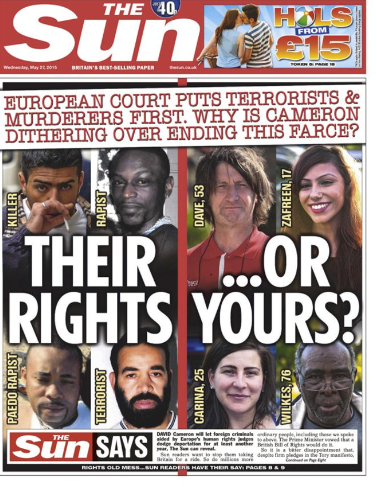 THE
Sun
40p
HOLS
FROM
£15
TOKEN 5: PAGE 18
Wednesday, May 27, 2015
BRITAIN'S BEST-SELLING PAPER
thesun.co.uk
EUROPEAN COURT PUTS TERRORISTS &
MURDERERS FIRST. WHY IS CAMERON
DITHERING OVER ENDING THIS FARCE?
KILLER
RAPIST
DAVE, 53
ZAFREEN, 17
THEIR
RIGHTS
...OR
YOURS?
PAEDO RAPIST
TERRORIST
CARINA, 25
WILKES, 76
THE
Sun SAYS
DAVID Cameron will let foreign criminals
aided by Europe's human rights judges
dodge deportation for at least another
year, The Sun can reveal.
Sun readers want to stop them taking
Britain for a ride. So do millions more
ordinary people, including those we spoke
to above. The Prime Minister vowed that a
British Bill of Rights would do it.
So it is a bitter disappointment that,
despite firm pledges in the Tory manifesto,
Continued on Page Eight
RIGHTS OLD MESS...SUN READERS HAVE THEIR SAY: PAGES 8 & 9